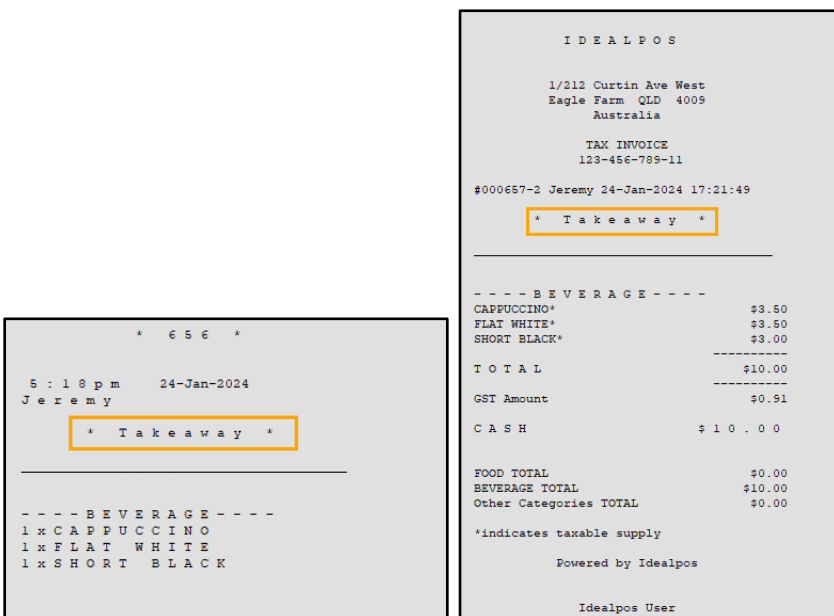 * 656 *
5:18pm 24-Jan-2024
Jeremy
* Takeaway *
----BEVERAGE----
1xCAPPUCCINO
1xFLAT WHITE
1xSHORT BLACK
IDEALPOS
1/212 Curtin Ave West
Eagle Farm QLD 4009
Australia
TAX INVOICE
123-456-789-11
#000657-2 Jeremy 24-Jan-2024 17:21:49
* Takeaway *
----BEVERAGE----
CAPPUCCINO* $3.50
FLAT WHITE* $3.50
SHORT BLACK* $3.00
----------
TOTAL $10.00
----------
GST Amount $0.91
CASH $10.00
FOOD TOTAL $0.00
BEVERAGE TOTAL $10.00
Other Categories TOTAL $0.00
*indicates taxable supply
Powered by Idealpos
Idealpos User